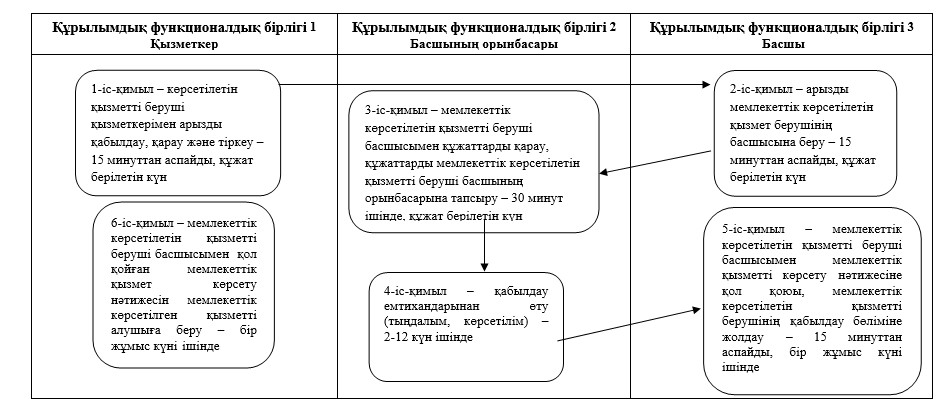 Құрылымдық функционалдық бірлігі 1
Қызметкер
Құрылымдық функционалдық бірлігі 2
Басшының орынбасары
Құрылымдық функционалдық бірлігі 3
Басшы
1-іс-қимыл – көрсетілетін
қызметті беруші
қызметкерімен арызды
қабылдау, қарау және тіркеу –
15 минуттан аспайды, құжат
берілетін күн
2-іс-қимыл – арызды
мемлекеттік көрсетілетін
қызмет берушінің
басшысына беру – 15
минуттан аспайды, құжат
берілетін күн
3-іс-қимыл – мемлекеттік
көрсетілетін қызметті беруші
басшысымен құжаттарды қарау,
құжаттарды мемлекеттік көрсетілетін
қызметті беруші басшының
орынбасарына тапсыру – 30 минут
ішінде, құжат берілетін күн
4-іс-қимыл – қабылдау
емтихандарынан өту
(тыңдалым, көрсетілім) –
2-12 күн ішінде
5-іс-қимыл – мемлекеттік
көрсетілетін қызметті беруші
басшысымен мемлекеттік
қызметті көрсету нәтижесіне
қол қоюы, мемлекеттік
көрсетілетін қызметті
берушінің қабылдау бөліміне
жолдау – 15 минуттан
аспайды, бір жұмыс күні
ішінде
6-іс-қимыл – мемлекеттік
көрсетілетін қызметті
беруші басшысымен қол
қойған мемлекеттік
қызмет көрсету
нәтижесін мемлекеттік
көрсетілген қызметті
алушыға беру – бір
жұмыс күні ішінде